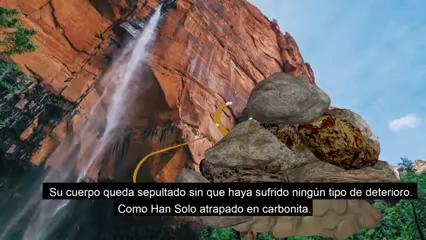 Su cuerpo queda sepultado sin que haya sufrido ningún tipo de deterioro.
Como Han Solo atrapado en carbonita.